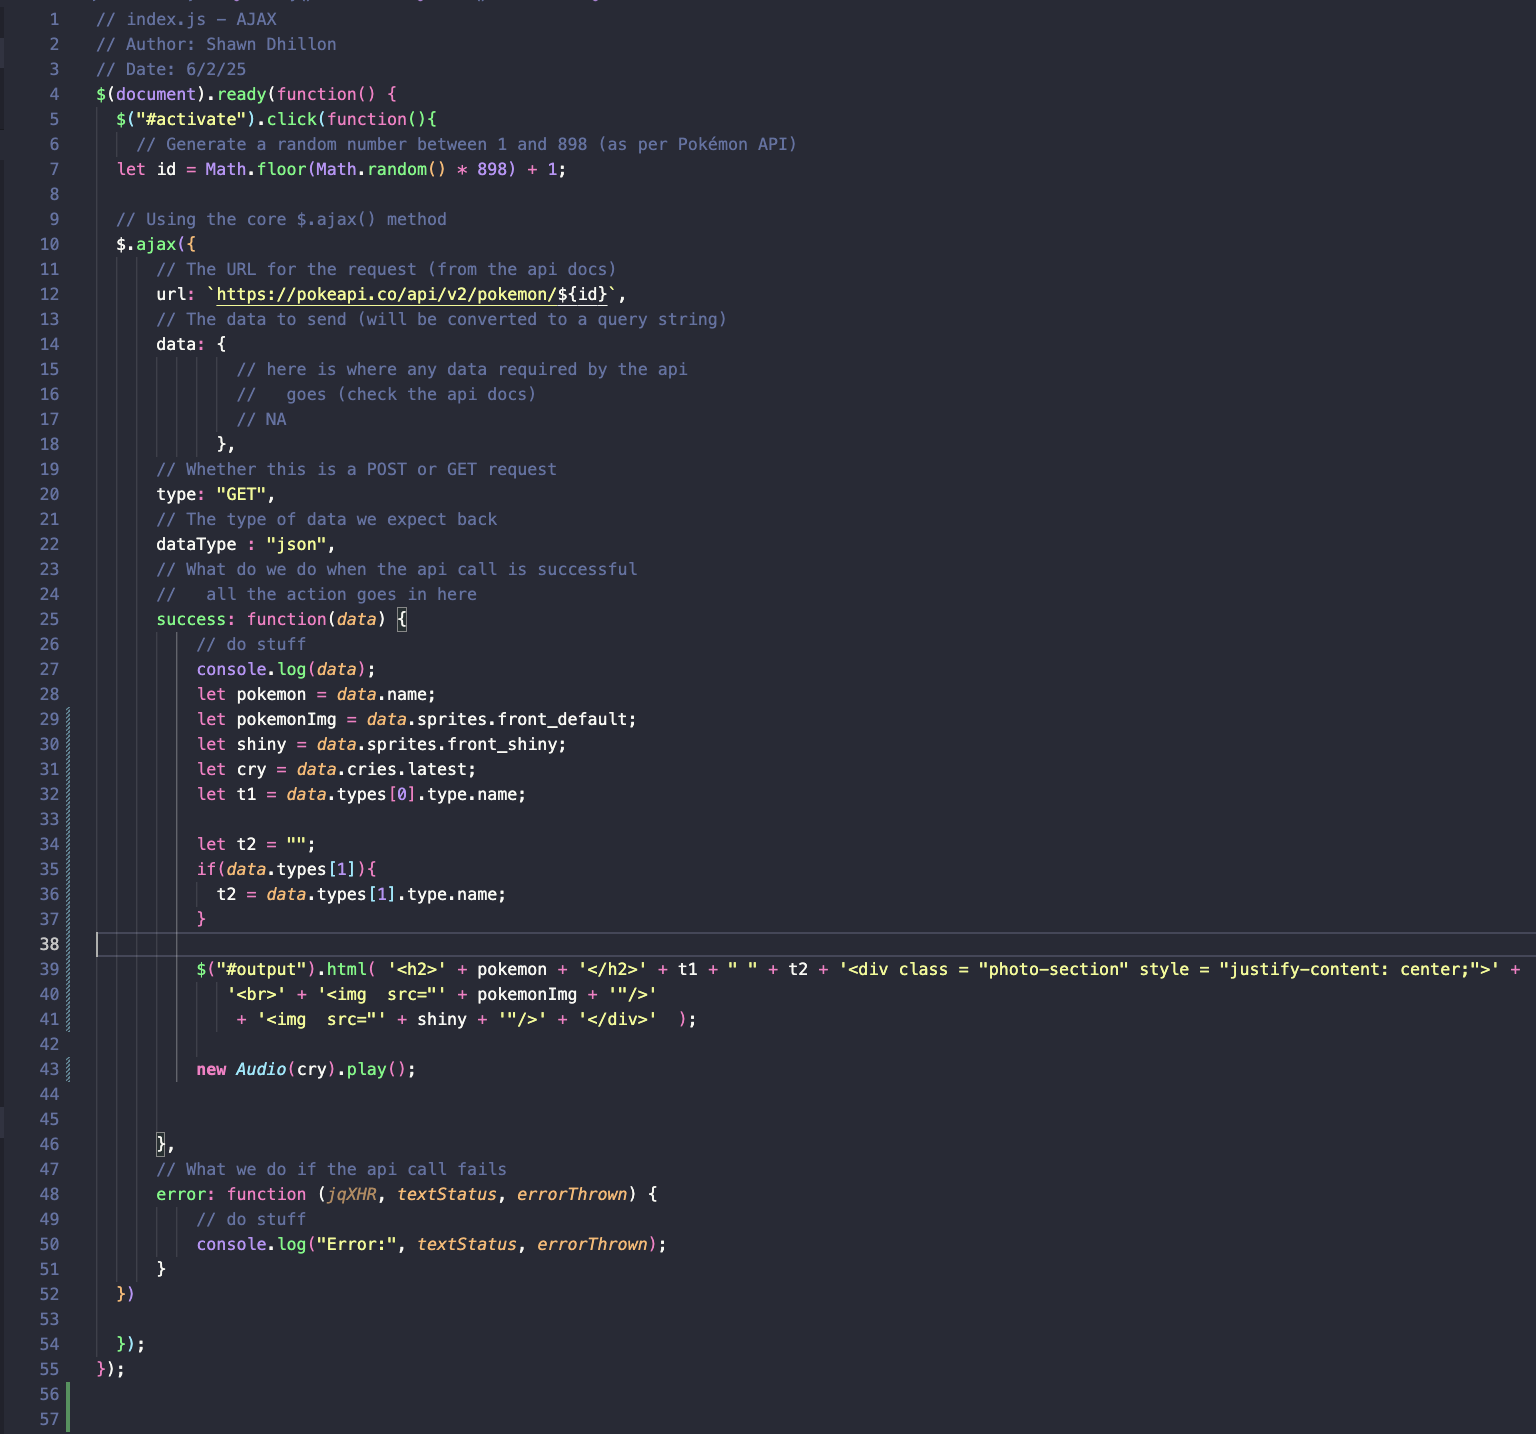 1 // index.js – AJAX
2 // Author: Shawn Dhillon
3 // Date: 6/2/25
4 $(document).ready(function() {
5 $("#activate").click(function(){
6 // Generate a random number between 1 and 898 (as per Pokémon API)
7 let id = Math.floor(Math.random() * 898) + 1;
8
9 // Using the core $.ajax() method
10 $.ajax({
11 // The URL for the request (from the api docs)
12 url: `https://pokeapi.co/api/v2/pokemon/${id}`,
13 // The data to send (will be converted to a query string)
14 data: {
15 // here is where any data required by the api
16 //   goes (check the api docs)
17 // NA
18 },
19 // Whether this is a POST or GET request
20 type: "GET",
21 // The type of data we expect back
22 dataType : "json",
23 // What do we do when the api call is successful
24 //   all the action goes in here
25 success: function(data) {
26 // do stuff
27 console.log(data);
28 let pokemon = data.name;
29 let pokemonImg = data.sprites.front_default;
30 let shiny = data.sprites.front_shiny;
31 let cry = data.cries.latest;
32 let t1 = data.types[0].type.name;
33
34 let t2 = "";
35 if(data.types[1]){
36 t2 = data.types[1].type.name;
37 }
38
39 $("#output").html( '<h2>' + pokemon + '</h2>' + t1 + " " + t2 + '<div class = "photo-section" style = "justify-content: center;">' +
40 '<br>' + '<img  src="' + pokemonImg + '"/>'
41 + '<img  src="' + shiny + '"/>' + '</div>'  );
42
43 new Audio(cry).play();
44
45
46 },
47 // What we do if the api call fails
48 error: function (jqXHR, textStatus, errorThrown) {
49 // do stuff
50 console.log("Error:", textStatus, errorThrown);
51 }
52 })
53
54 });
55 });
56
57